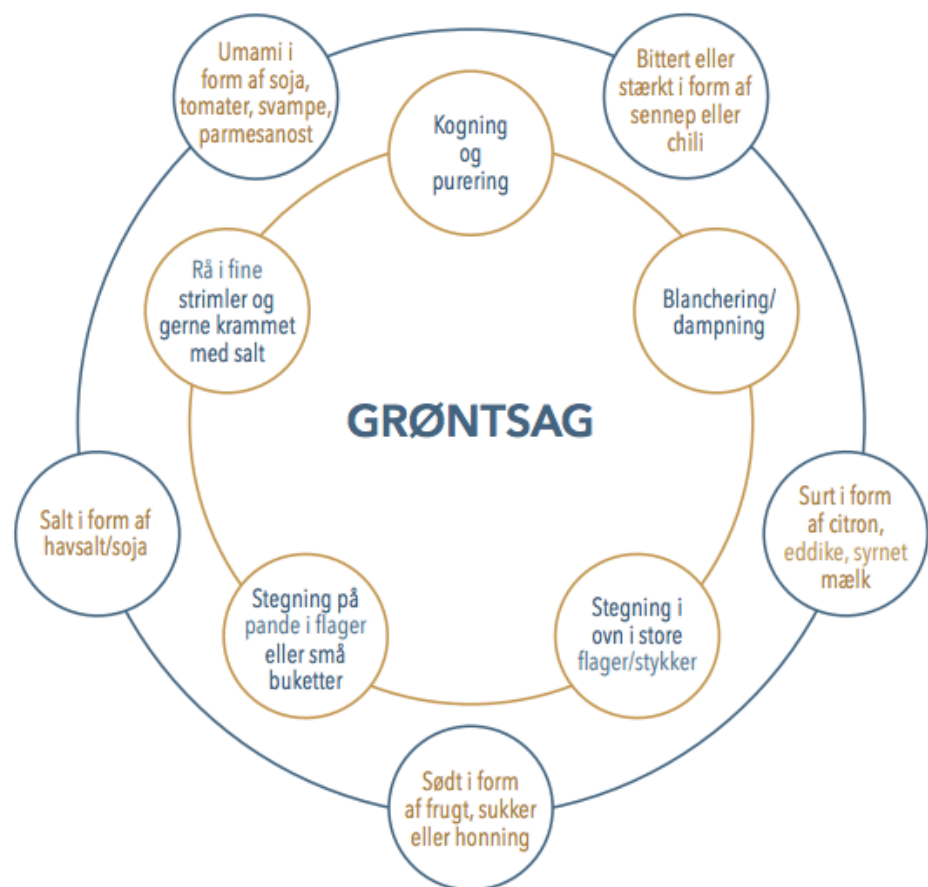 Umami i
form af soja,
tomater, svampe,
parmesanost
Bittert eller
stærkt i form af
sennep eller
chili
Kogning
og
purering
Rå i fine
strimler og
gerne krammet
med salt
Blanchering/
dampning
GRØNTSAG
Salt i form af
havsalt/soja
Surt i form
af citron,
eddike, syrnet
mælk
Stegning på
pande i flager
eller små
buketter
Stegning i
ovn i store
flager/stykker
Sødt i form
af frugt, sukker
eller honning